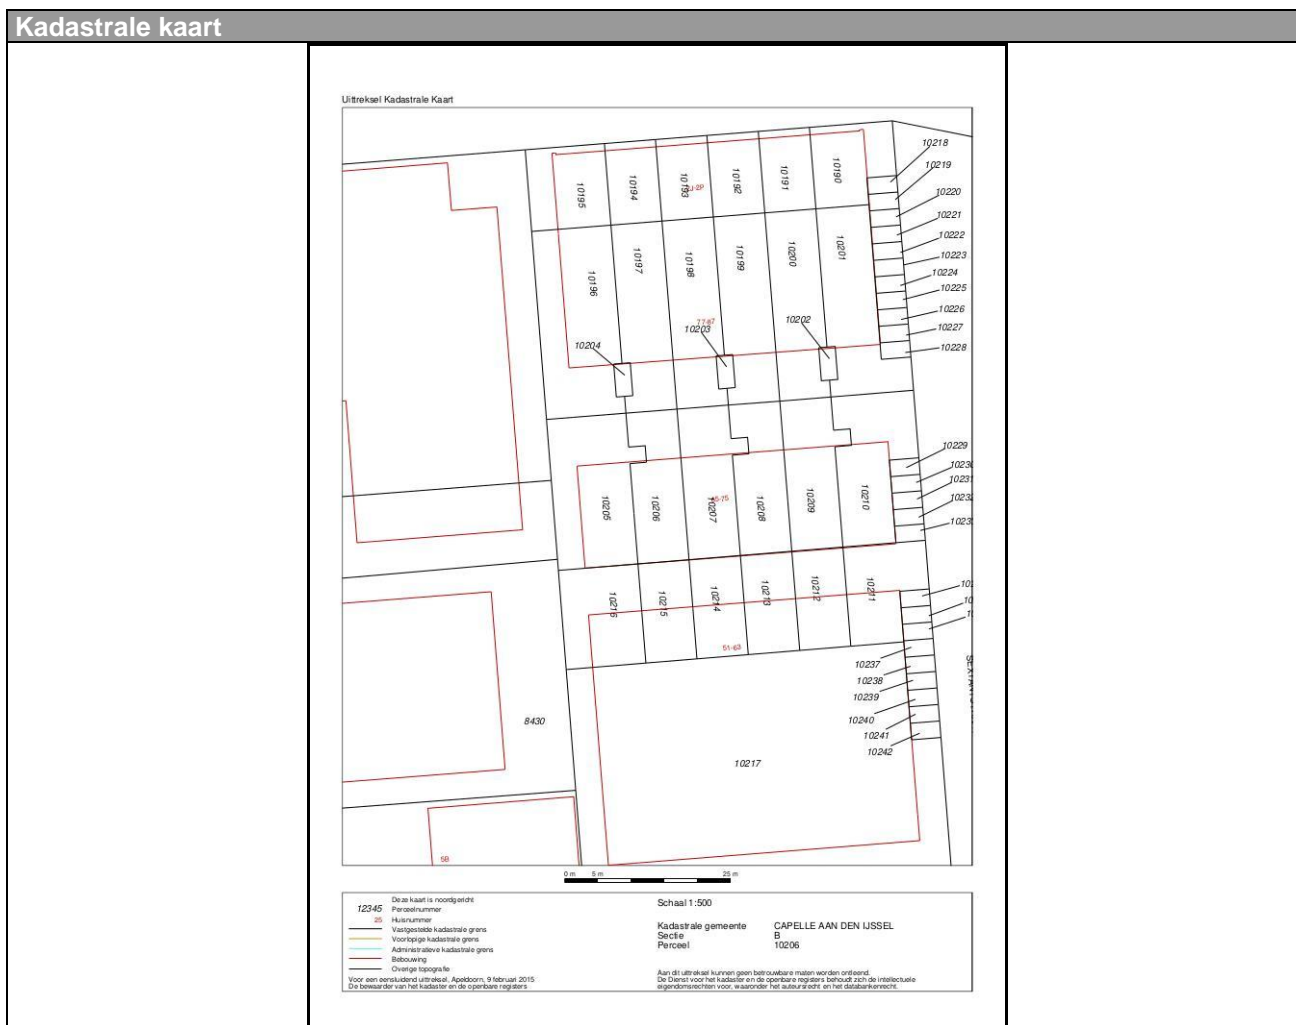 Kadastrale kaart
Uittreksel Kadastrale Kaart
10218
10219
10220
10221
10222
10223
10224
10225
10226
10227
10228
10195
10194
10193
10192
10191
10190
10196
10197
10198
10199
10200
10201
77-87
10204
10203
10202
10229
10230
10231
10205
10206
10207
10208
10209
10210
10216
10215
10214
10213
10212
10211
51-63
10237
10238
10239
10240
10241
10242
8430
10217
5B
0 m 5 m 25 m
Deze kaart is noordgericht
12345 Perceelnummer
25 Huisnummer
Vastgestelde kadastrale grens
Voorlopige kadastrale grens
Administratieve kadastrale grens
Bebouwing
Overige topografie
Voor een eensluidend uittreksel, Apeldoorn, 9 februari 2015
De bewaarder van het kadaster en de openbare registers
Schaal 1:500
Kadastrale gemeente CAPELLE AAN DEN IJSSEL
Sectie B
Perceel 10206
Aan dit uittreksel kunnen geen betrouwbare maten worden ontleend.
De Dienst voor het kadaster en de openbare registers behoudt zich de intellectuele
eigendomsrechten voor, waaronder het auteursrecht en het databankenrecht.